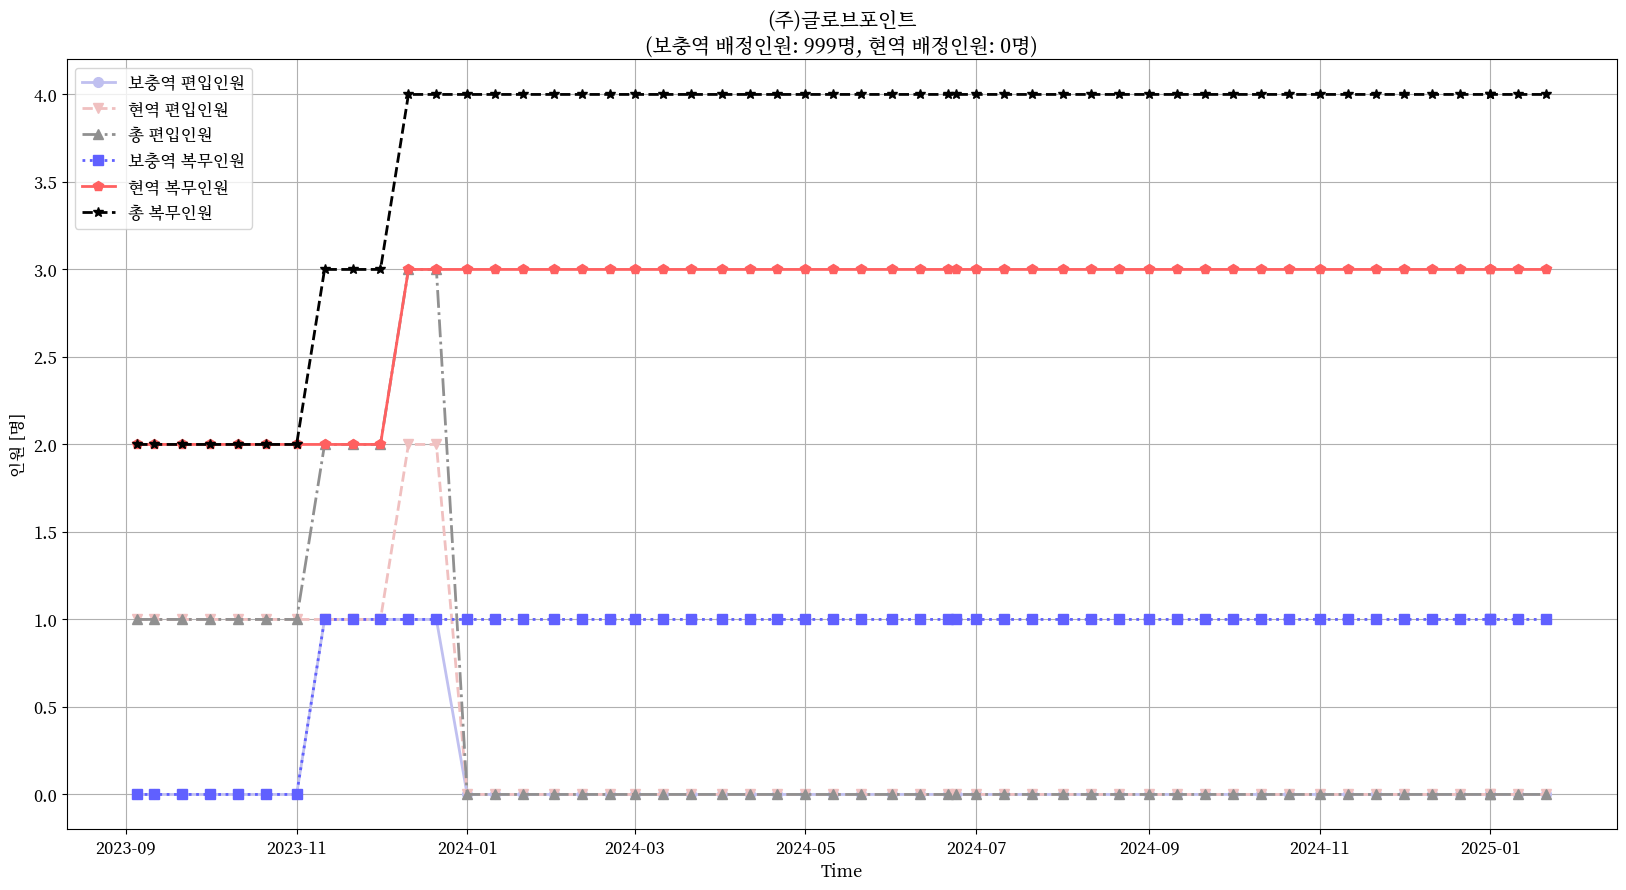 (주)글로브포인트
(보충역 배정인원: 999명, 현역 배정인원: 0명)
보충역 편입인원
현역 편입인원
총 편입인원
보충역 복무인원
현역 복무인원
총 복무인원
4.0
3.5
3.0
2.5
2.0
1.5
1.0
0.5
0.0
인원 [명]
2023-09 2023-11 2024-01 2024-03 2024-05 2024-07 2024-09 2024-11 2025-01
Time